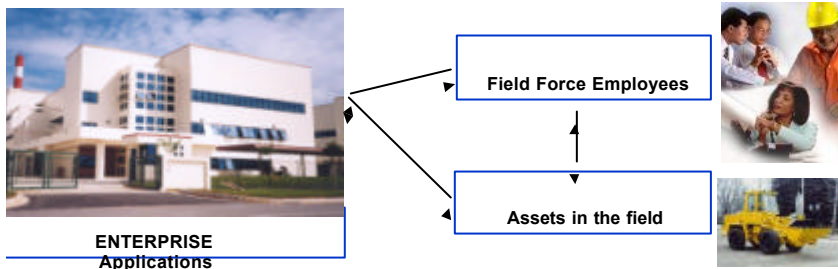 Field Force Employees
Assets in the field
ENTERPRISE
Applications